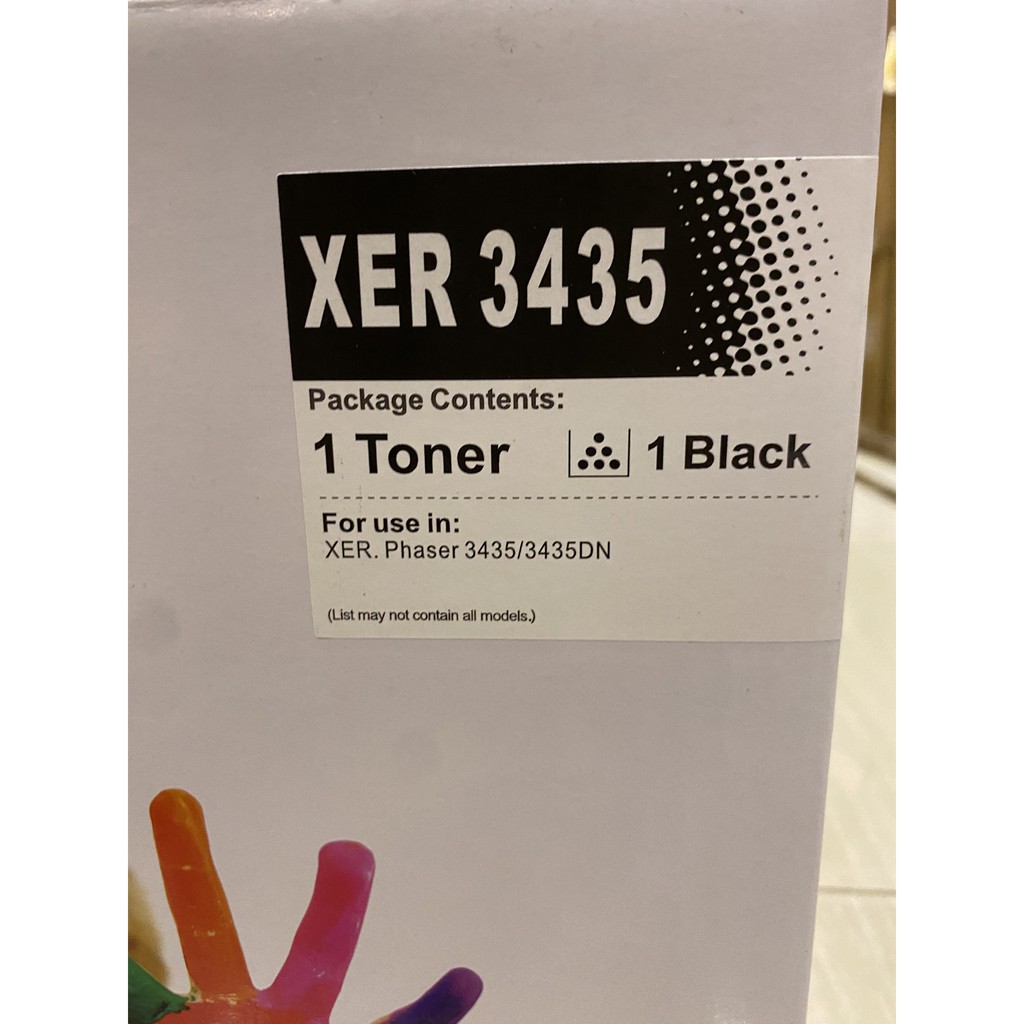 XER 3435
Package Contents:
1 Toner 1 Black
For use in:
XER. Phaser 3435/3435DN
(List may not contain all models.)